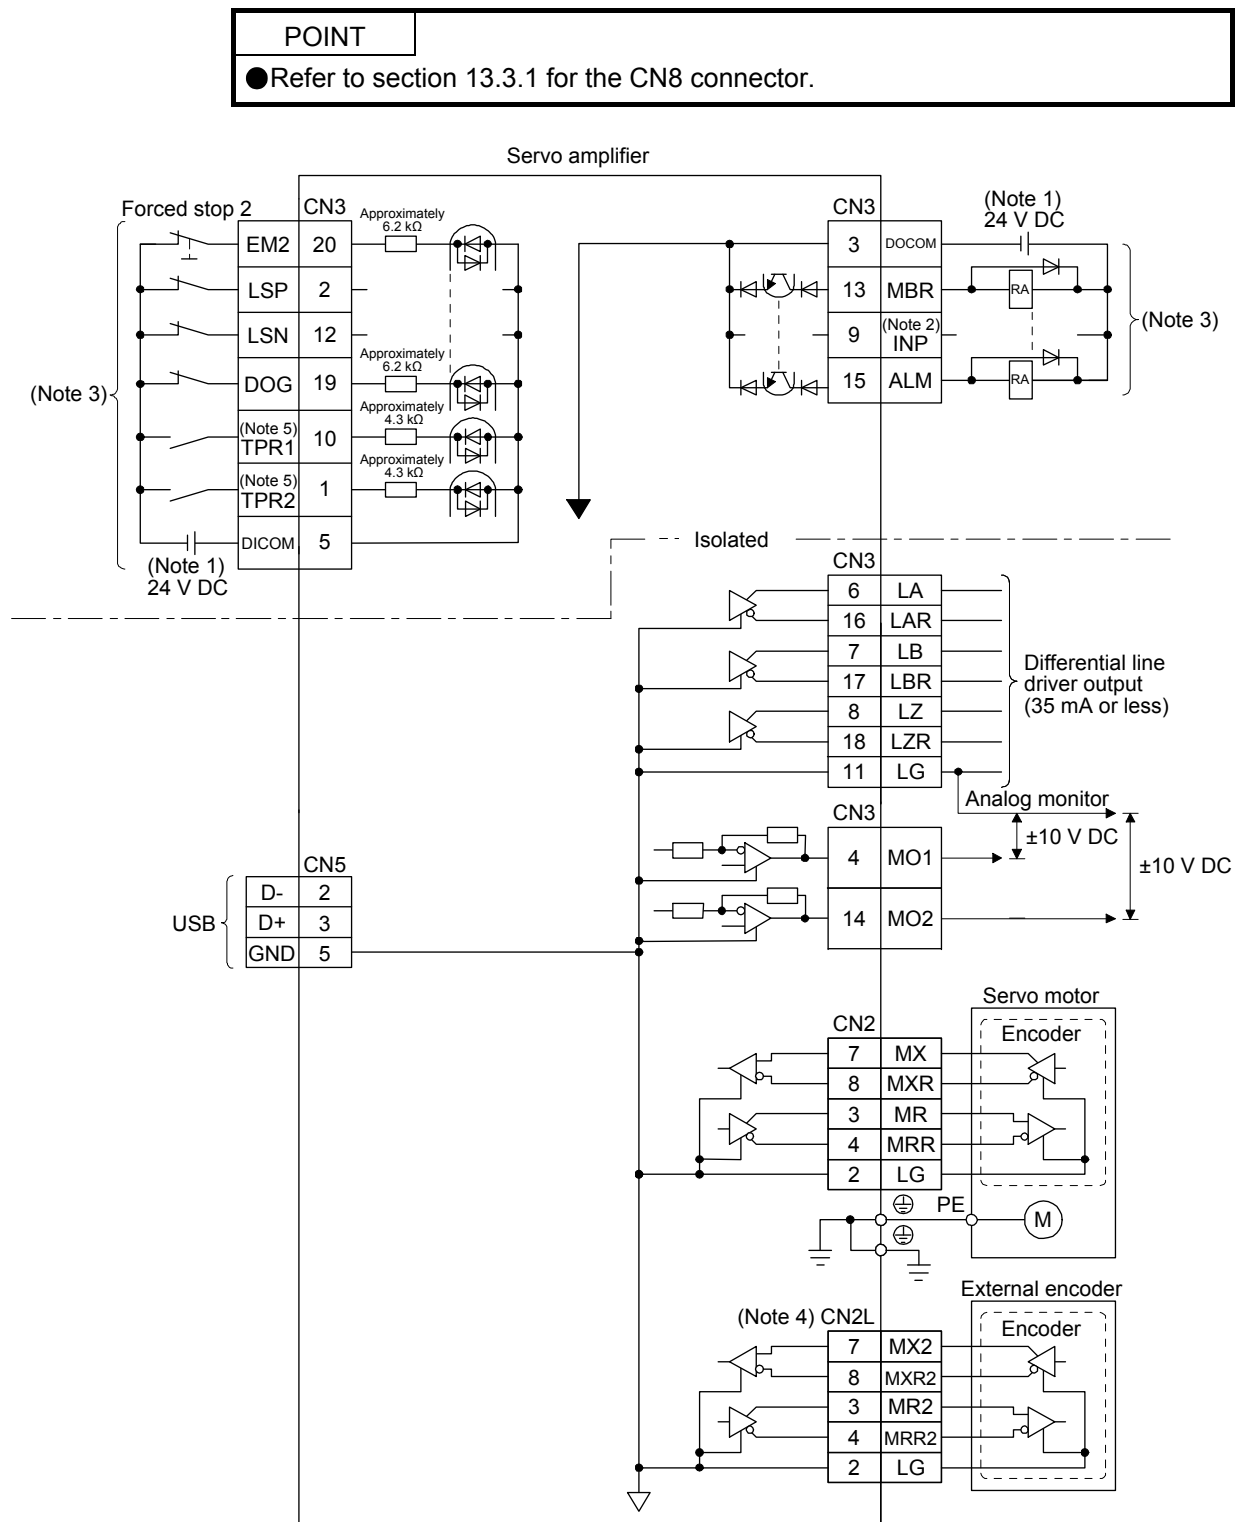 POINT
●Refer to section 13.3.1 for the CN8 connector.
Servo amplifier
Forced stop 2
CN3
EM2 20
Approximately
6.2 kΩ
LSP 2
LSN 12
DOG 19
Approximately
6.2 kΩ
(Note 5)
TPR1 10
Approximately
4.3 kΩ
(Note 5)
TPR2 1
Approximately
4.3 kΩ
DICOM 5
(Note 3)
(Note 1)
24 V DC
CN3
3 DOCOM
13 MBR
9 (Note 2)
INP
15 ALM
(Note 1)
24 V DC
RA
RA
(Note 3)
Isolated
CN3
6 LA
16 LAR
7 LB
17 LBR
8 LZ
18 LZR
11 LG
Differential line
driver output
(35 mA or less)
Analog monitor
CN3
4 MO1
14 MO2
±10 V DC
±10 V DC
CN5
D- 2
D+ 3
GND 5
USB
Servo motor
Encoder
CN2
7 MX
8 MXR
3 MR
4 MRR
2 LG
PE
M
External encoder
Encoder
(Note 4) CN2L
7 MX2
8 MXR2
3 MR2
4 MRR2
2 LG